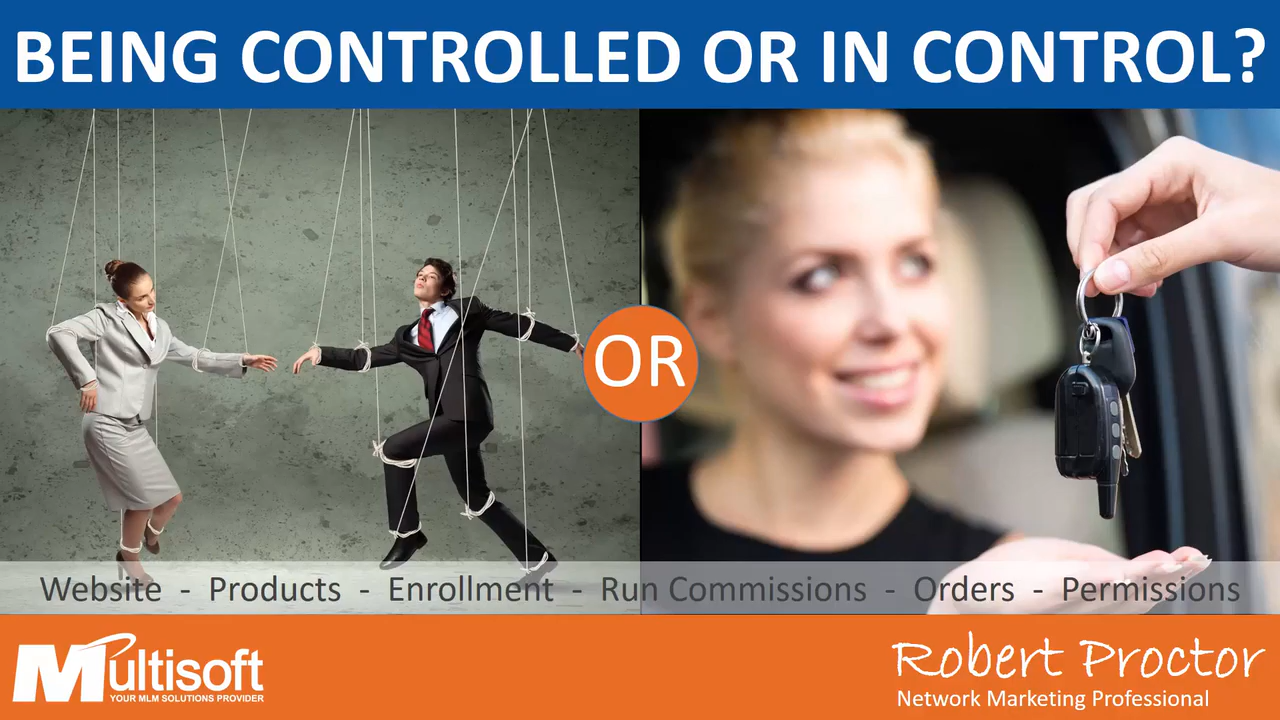 BEING CONTROLLED OR IN CONTROL?
OR
Website - Products - Enrollment - Run Commissions - Orders - Permissions
Multisoft
YOUR MLM SOLUTIONS PROVIDER
Robert Proctor
Network Marketing Professional